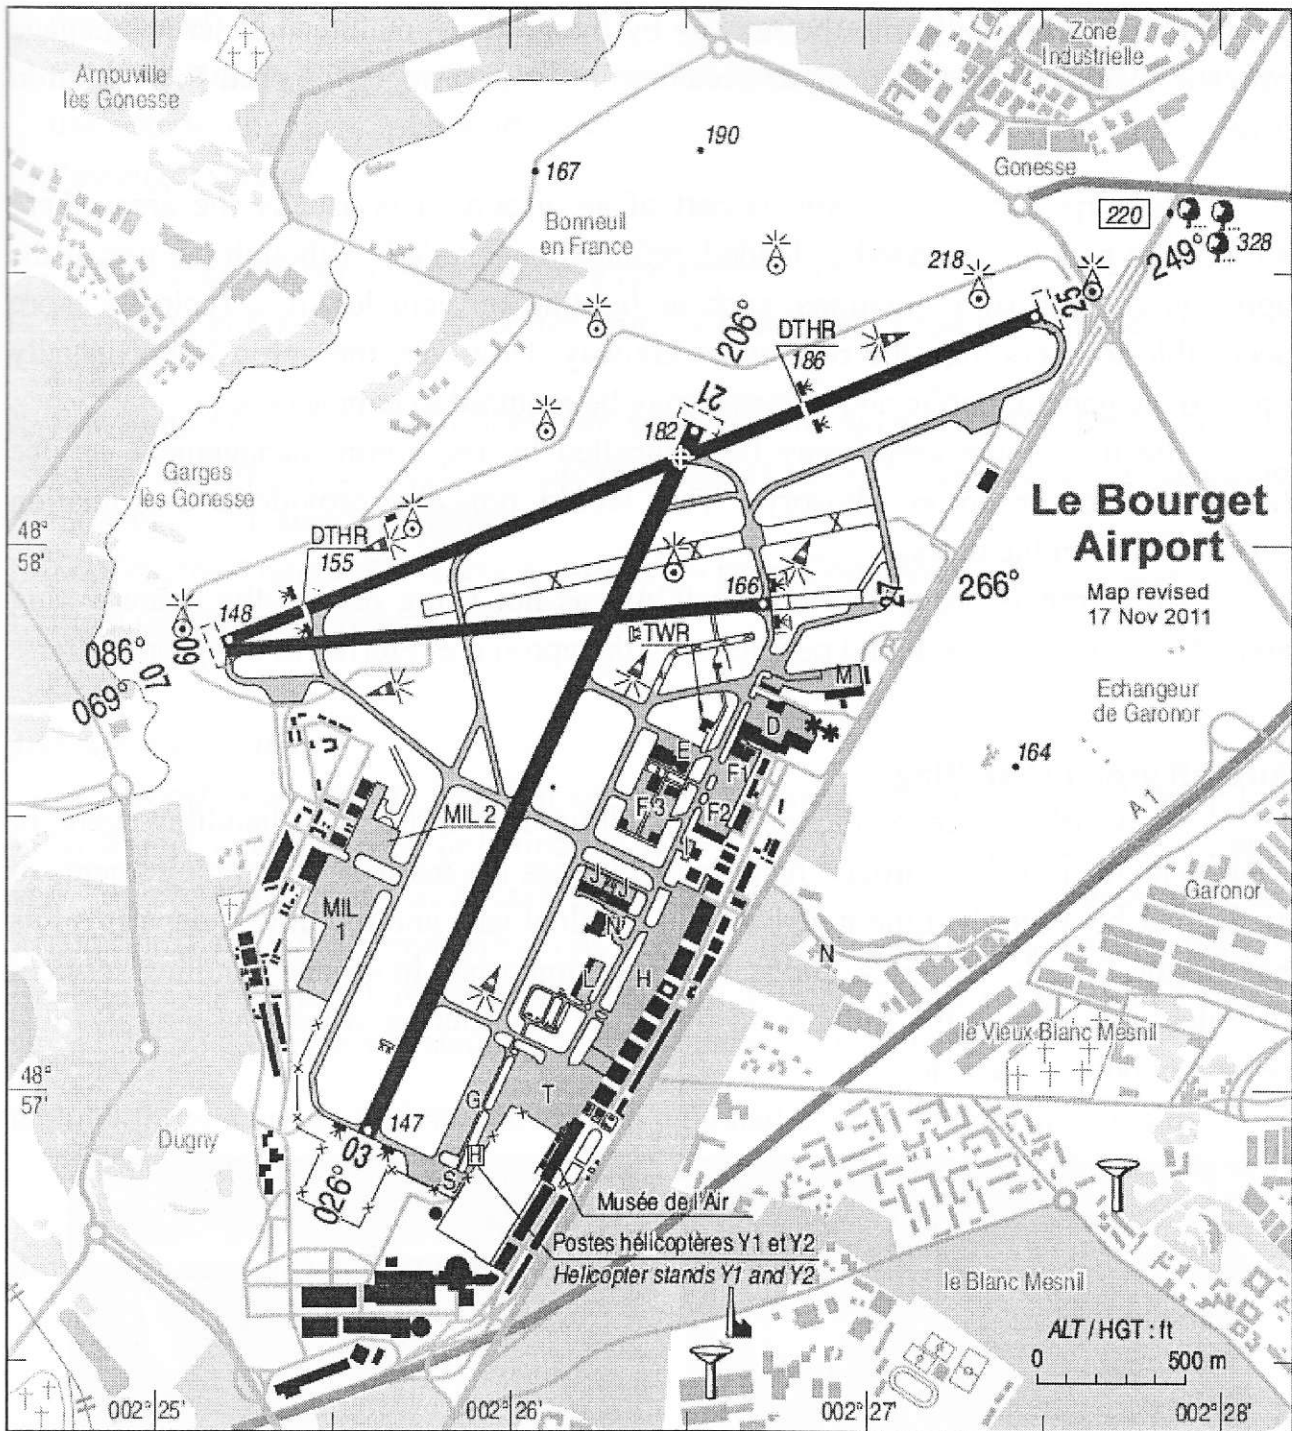 Zone
Industrielle
Arnouville
lès Gonesse
190
167
Gonesse
220
328
249°
Bonneuil
en France
218
25
206°
DTHR
186
21
182
Garges
lès Gonesse
48°
58'
DTHR
155
Le Bourget
Airport
Map revised
17 Nov 2011
148
166
27
266°
086°
09
07
069°
TWR
M
Echangeur
de Garonor
D
164
E
F1
F3
F2
A 1
MIL 2
I
J
J
Garonor
MIL
1
N
N
L
H
le Vieux Blanc Mesnil
48°
57'
G
T
Dugny
147
03
026°
H
S
Musée de l'Air
Postes hélicoptères Y1 et Y2
Helicopter stands Y1 and Y2
le Blanc Mesnil
ALT / HGT : ft
0 500 m
002° 25'
002° 26'
002° 27'
002° 28'